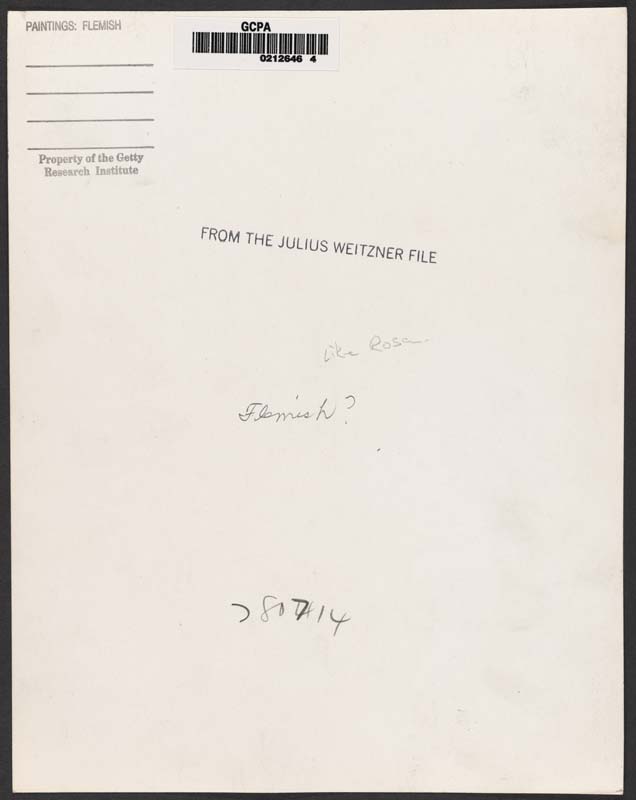 PAINTINGS: FLEMISH
GCPA
0212646 4
Property of the Getty
Research Institute
FROM THE JULIUS WEITZNER FILE
Like Rosa.
Flemish?